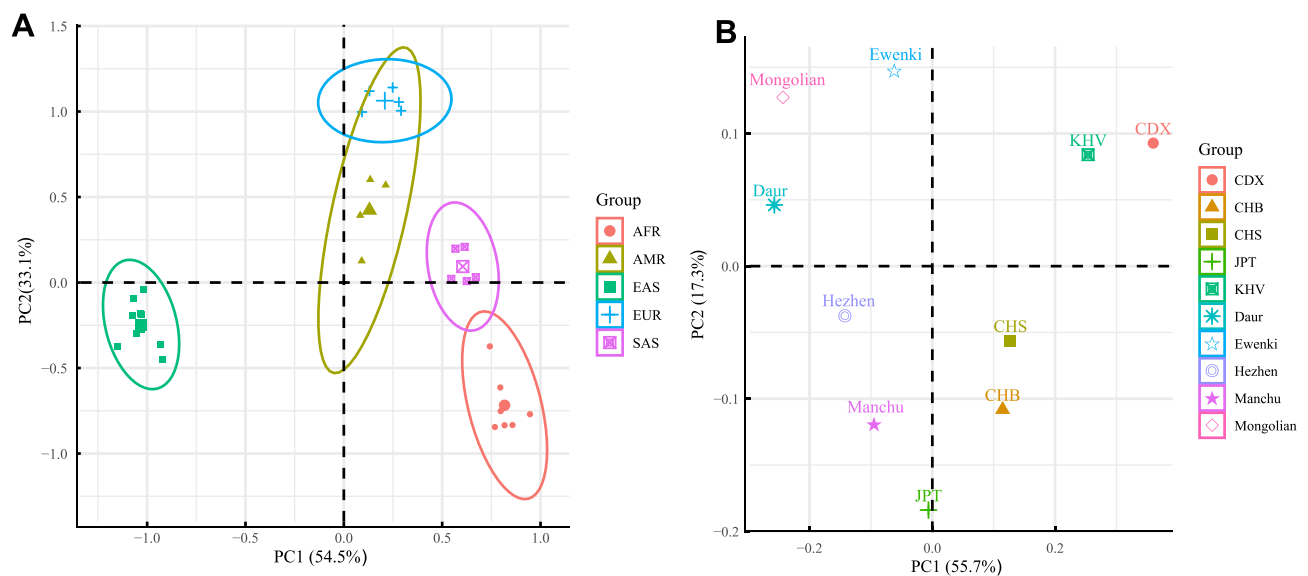 A
1.5
1.0
0.5
0.0
−0.5
−1.0
PC2(33.1%)
−1.0
−0.5
0.0
0.5
1.0
PC1 (54.5%)
Group
AFR
AMR
EAS
EUR
SAS
B
Ewenki
Mongolian
CDX
KHV
Daur
Hezhen
CHS
CHB
Manchu
JPT
0.1
0.0
−0.1
−0.2
PC2 (17.3%)
−0.2
0.0
0.2
PC1 (55.7%)
Group
CDX
CHB
CHS
JPT
KHV
Daur
Ewenki
Hezhen
Manchu
Mongolian